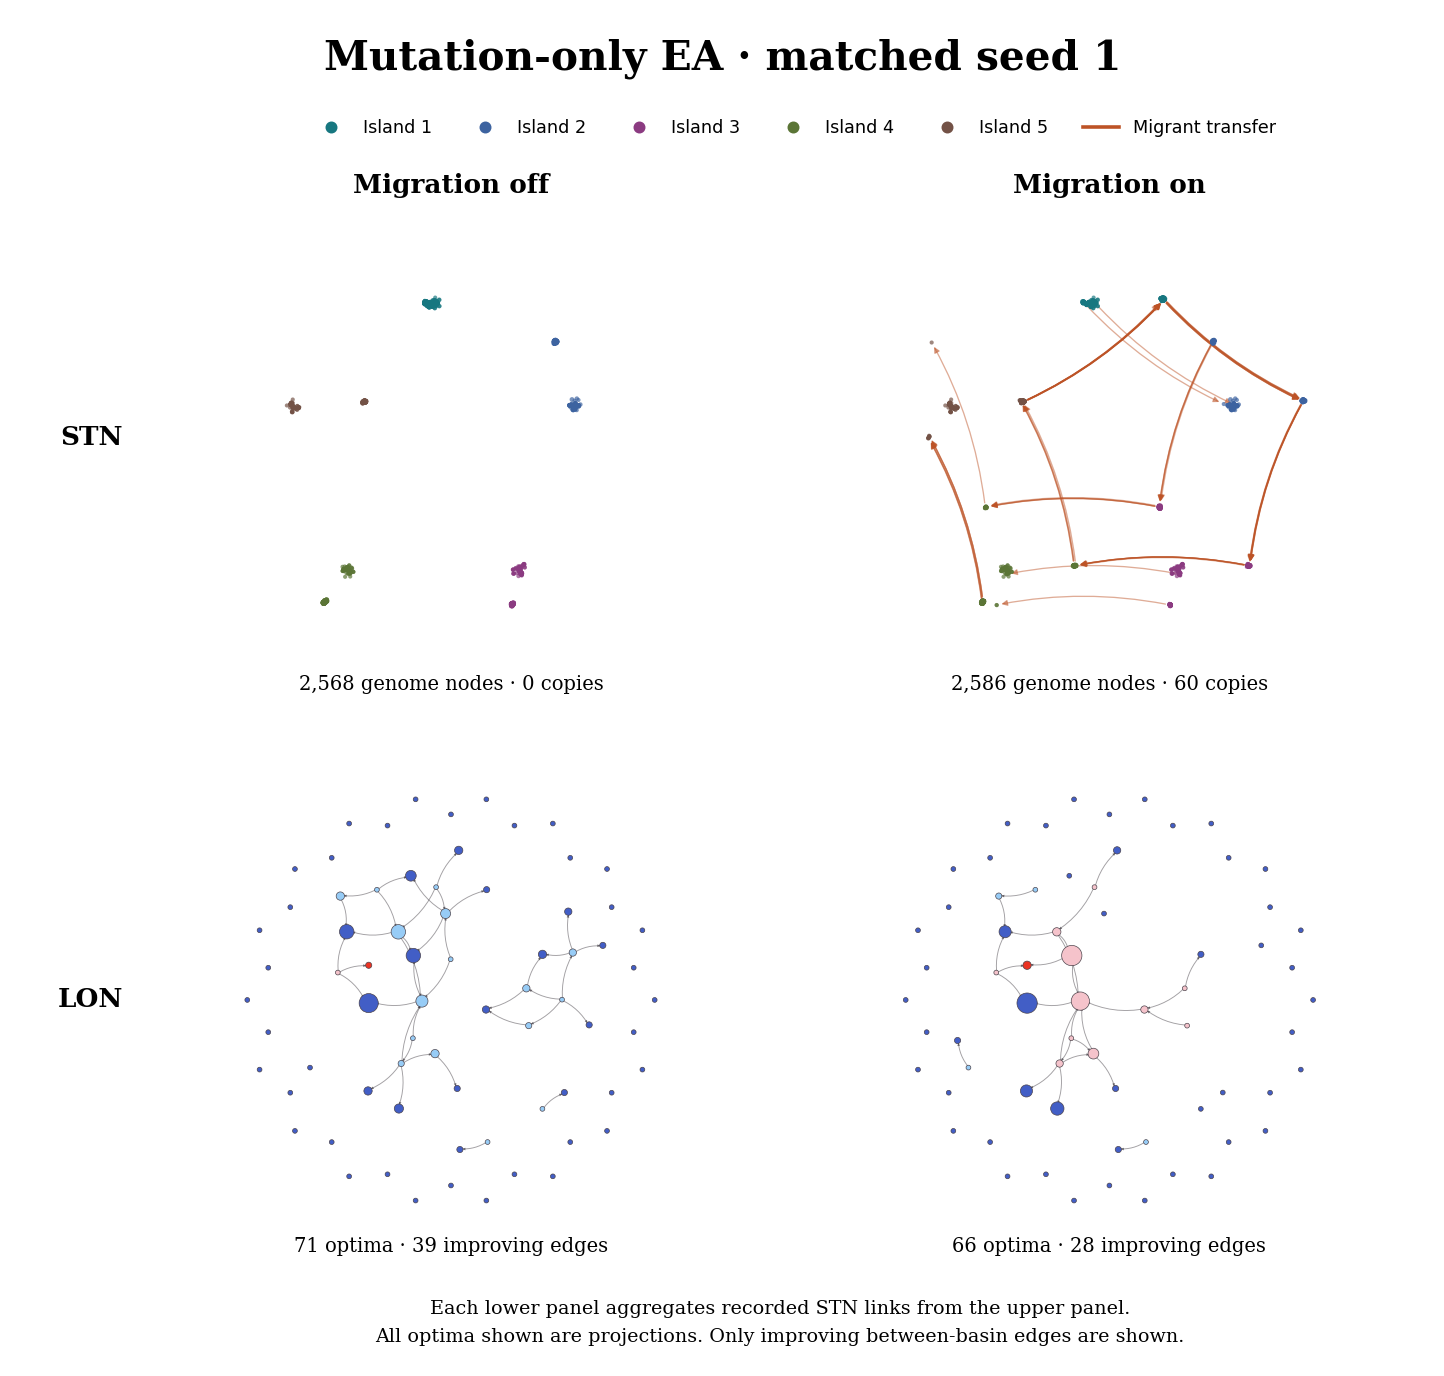 Mutation-only EA · matched seed 1
Island 1 Island 2 Island 3 Island 4 Island 5 Migrant transfer
Migration off Migration on
STN
2,568 genome nodes · 0 copies 2,586 genome nodes · 60 copies
LON
71 optima · 39 improving edges 66 optima · 28 improving edges
Each lower panel aggregates recorded STN links from the upper panel.
All optima shown are projections. Only improving between-basin edges are shown.